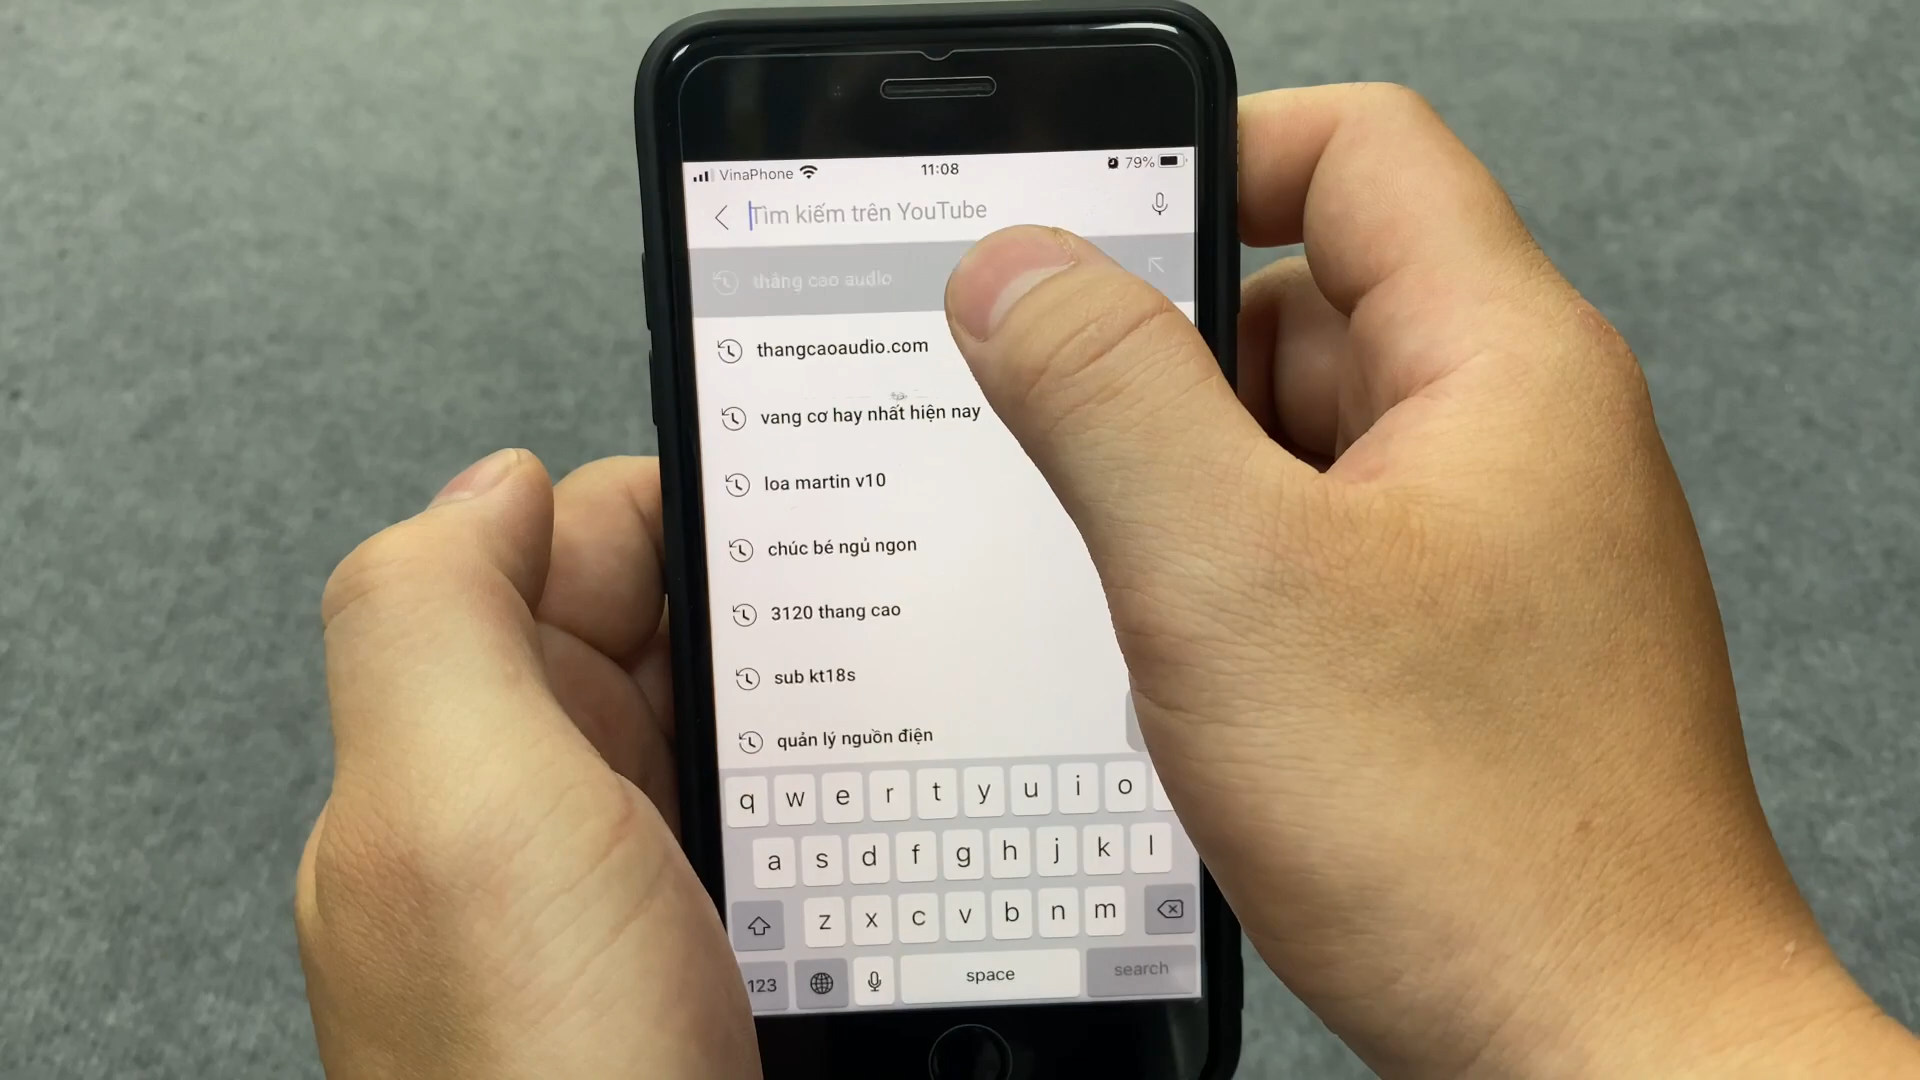 VinaPhone 11:08 79%
Tìm kiếm trên YouTube
thăng cao audio
thangcaoaudio.com
vang cơ hay nhất hiện nay
loa martin v10
chúc bé ngủ ngon
3120 thang cao
sub kt18s
quản lý nguồn điện
q w e r t y u i o
a s d f g h j k l
z x c v b n m
123 space search